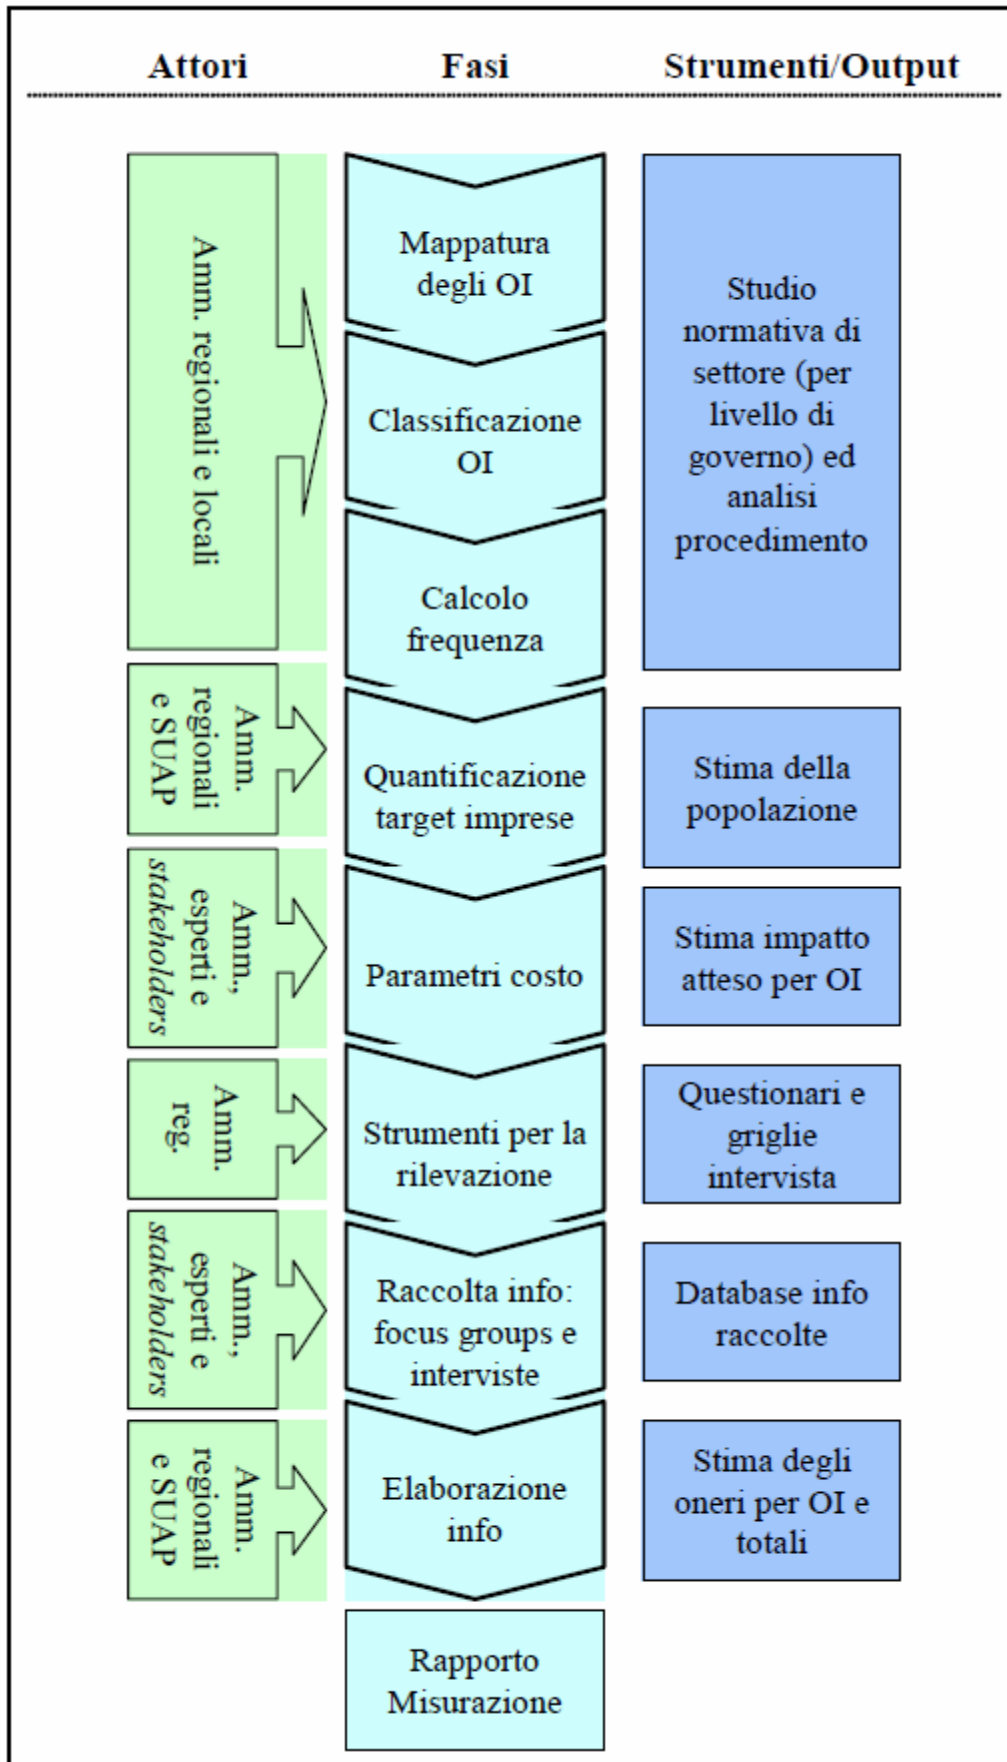 Attori
Fasi
Strumenti/Output
Amm. regionali e locali
Mappatura
degli OI
Classificazione
OI
Calcolo
frequenza
Studio
normativa di
settore (per
livello di
governo) ed
analisi
procedimento
Amm.
regionali
e SUAP
Quantificazione
target imprese
Stima della
popolazione
Amm.,
esperti e
stakeholders
Parametri costo
Stima impatto
atteso per OI
Amm.
reg.
Strumenti per la
rilevazione
Questionari e
griglie
intervista
Amm.,
esperti e
stakeholders
Raccolta info:
focus groups e
interviste
Database info
raccolte
Amm.
regionali
e SUAP
Elaborazione
info
Stima degli
oneri per OI e
totali
Rapporto
Misurazione